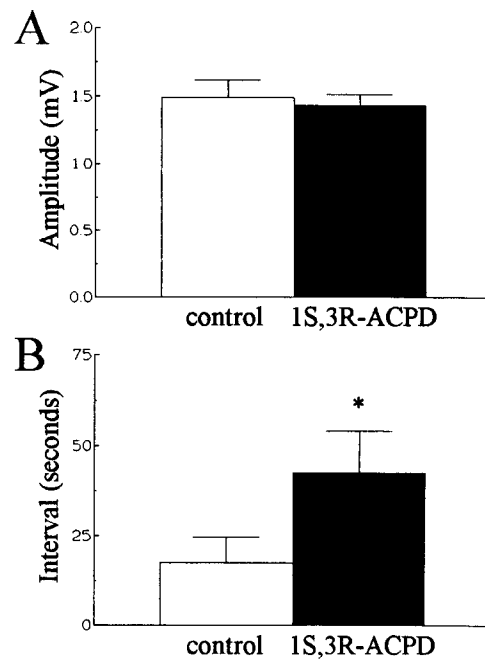 A
Amplitude (mV)
2.0
1.5
1.0
0.5
0.0
control 1S,3R-ACPD
B
Interval (seconds)
75
50
25
0
*
control 1S,3R-ACPD